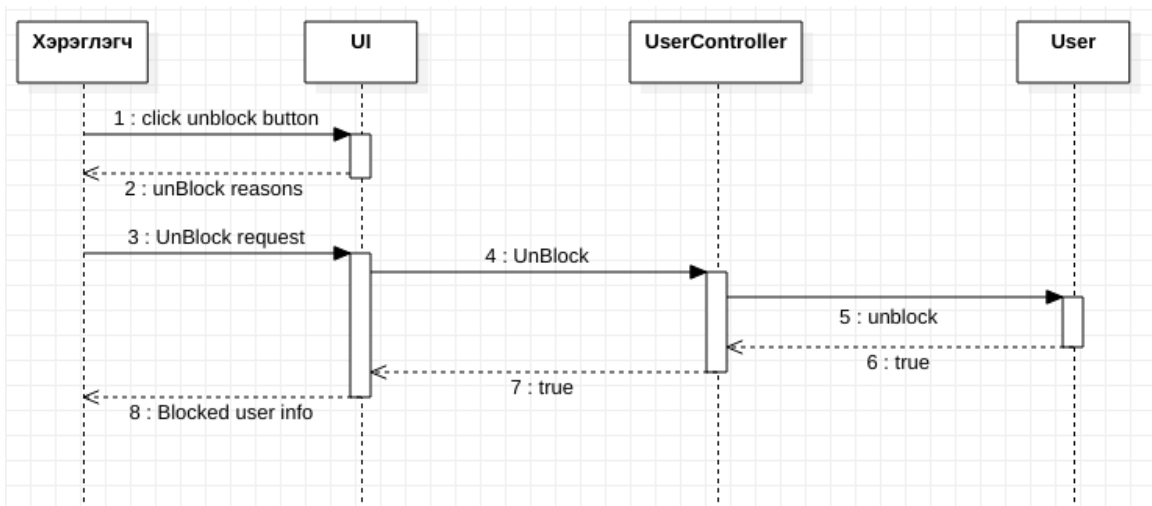 Хэрэглэгч
UI
UserController
User
1 : click unblock button
2 : unBlock reasons
3 : UnBlock request
4 : UnBlock
5 : unblock
6 : true
7 : true
8 : Blocked user info